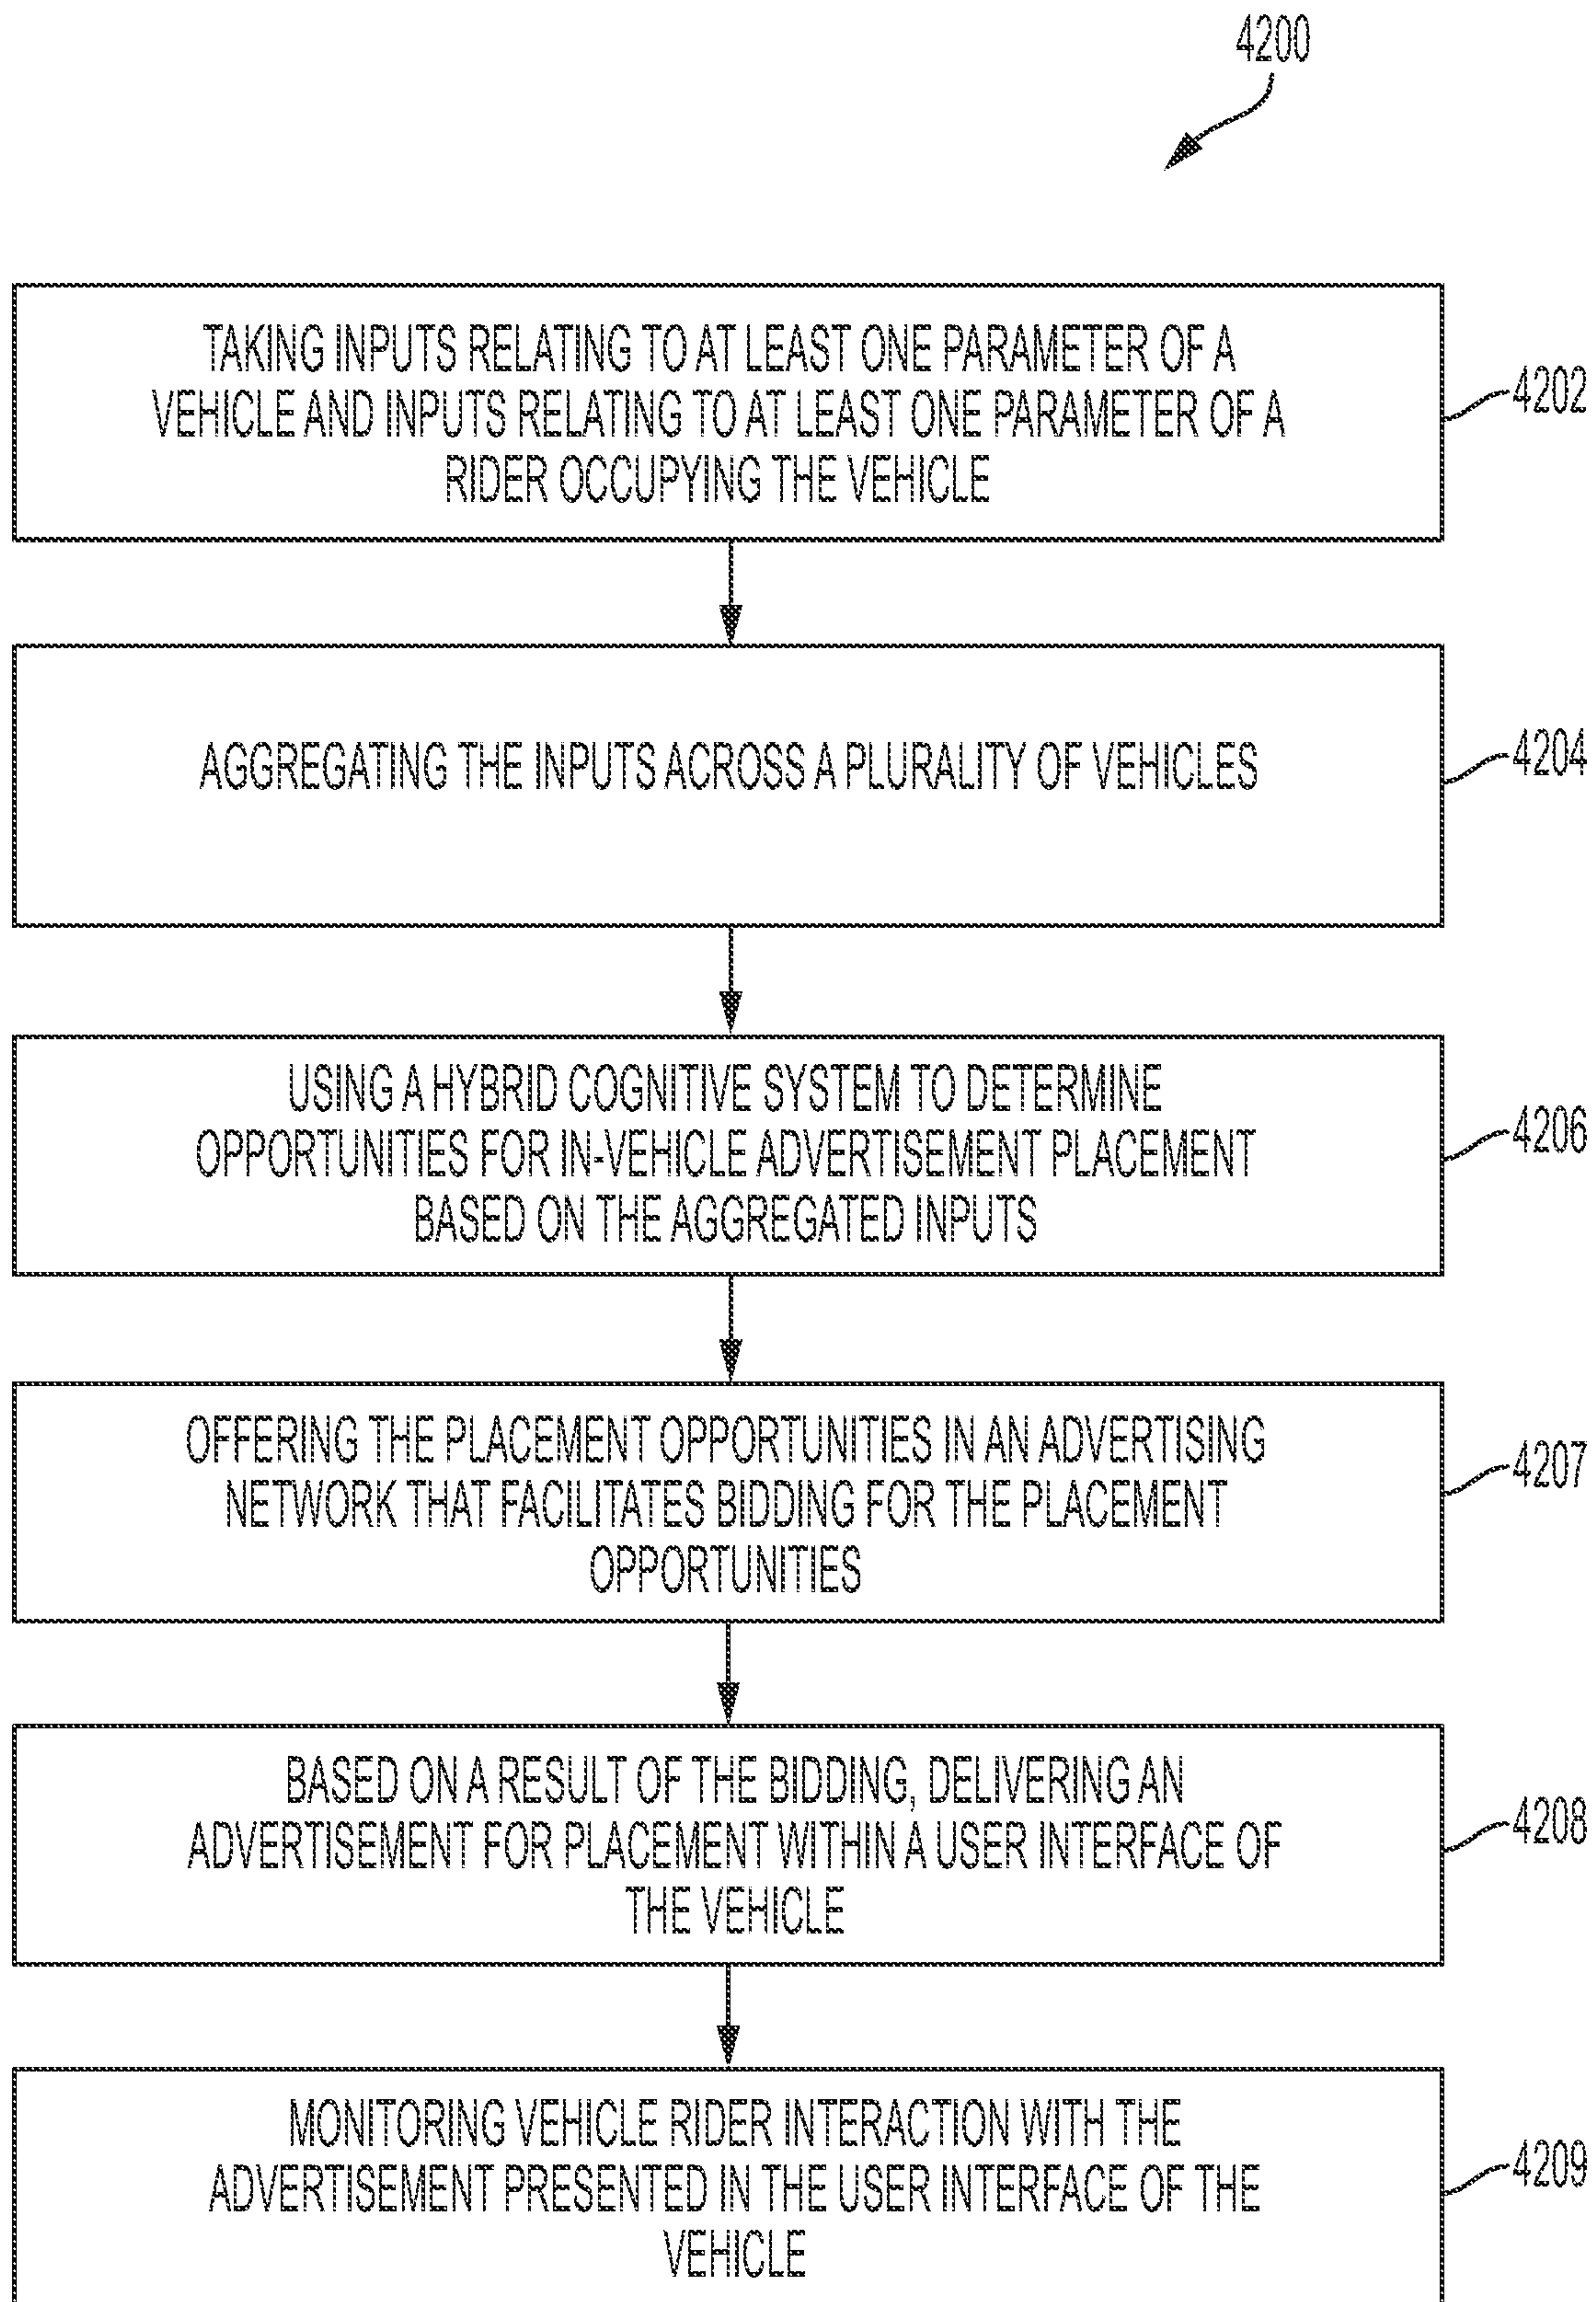 4200
TAKING INPUTS RELATING TO AT LEAST ONE PARAMETER OF A
VEHICLE AND INPUTS RELATING TO AT LEAST ONE PARAMETER OF A
RIDER OCCUPYING THE VEHICLE
4202
AGGREGATING THE INPUTS ACROSS A PLURALITY OF VEHICLES
4204
USING A HYBRID COGNITIVE SYSTEM TO DETERMINE
OPPORTUNITIES FOR IN-VEHICLE ADVERTISEMENT PLACEMENT
BASED ON THE AGGREGATED INPUTS
4206
OFFERING THE PLACEMENT OPPORTUNITIES IN AN ADVERTISING
NETWORK THAT FACILITATES BIDDING FOR THE PLACEMENT
OPPORTUNITIES
4207
BASED ON A RESULT OF THE BIDDING, DELIVERING AN
ADVERTISEMENT FOR PLACEMENT WITHIN A USER INTERFACE OF
THE VEHICLE
4208
MONITORING VEHICLE RIDER INTERACTION WITH THE
ADVERTISEMENT PRESENTED IN THE USER INTERFACE OF THE
VEHICLE
4209